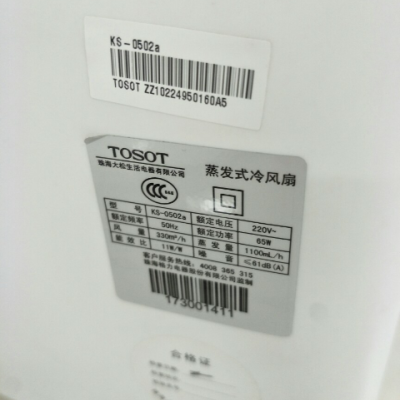 KS-0502a
TOSOT ZZ10224950160A5
TOSOT
珠海大松生活电器有限公司
蒸发式冷风扇
型 号 KS-0502a 额定电压 220V~
额定频率 50Hz 额定功率 65W
风 量 330m³/h 蒸发量 1100mL/h
能效比 11W/W 噪 音 ≤61dB(A)
客户服务热线: 4008 365 315
珠海格力电器股份有限公司监制
173001411
合格证